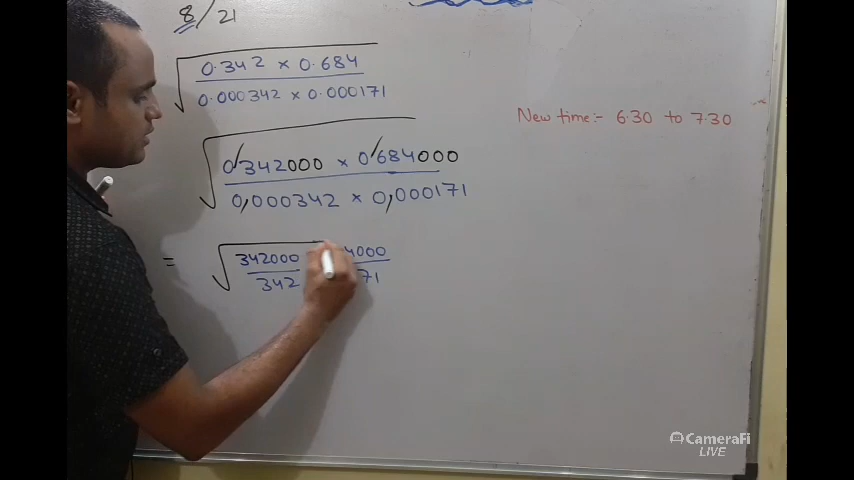 8/21
√(0.342 × 0.684 / 0.000342 × 0.000171)
New time:- 6.30 to 7.30
√(0/342000 × 0/684000 / 0,000342 × 0,000171)
= √(342000 4000 / 342 71)
CameraFi
LIVE